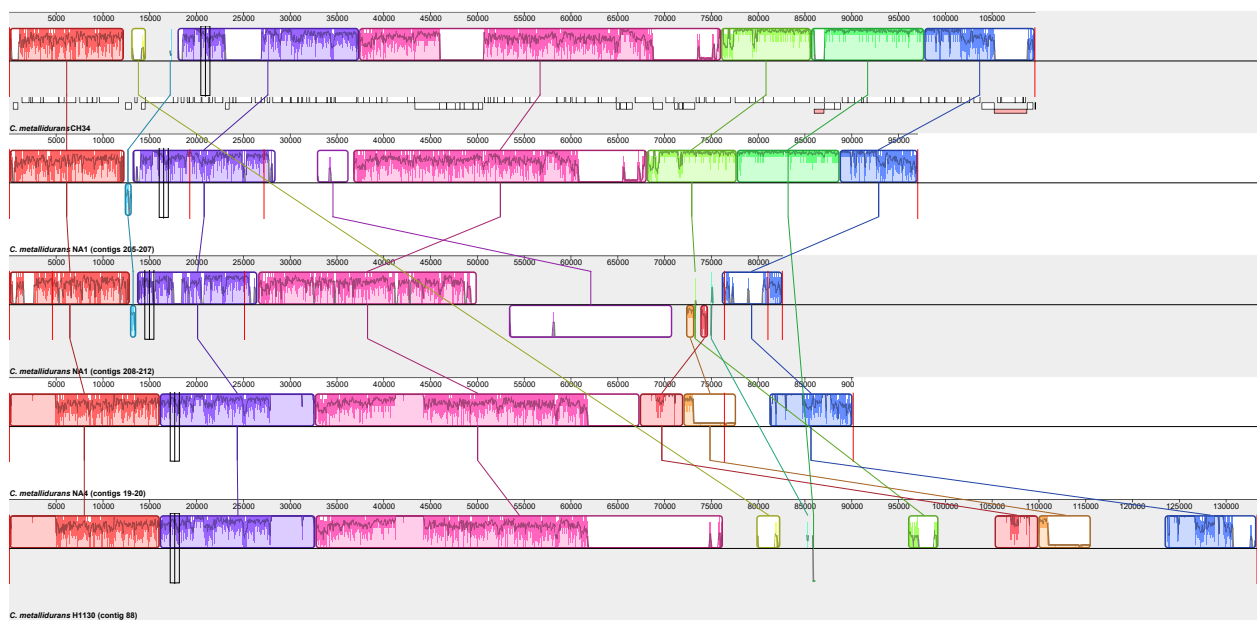 5000 10000 15000 20000 25000 30000 35000 40000 45000 50000 55000 60000 65000 70000 75000 80000 85000 90000 95000 100000 105000
C. metalliduransCH34
5000 10000 15000 20000 25000 30000 35000 40000 45000 50000 55000 60000 65000 70000 75000 80000 85000 90000 95000
C. metallidurans NA1 (contigs 205-207)
5000 10000 15000 20000 25000 30000 35000 40000 45000 50000 55000 60000 65000 70000 75000 80000
C. metallidurans NA1 (contigs 208-212)
5000 10000 15000 20000 25000 30000 35000 40000 45000 50000 55000 60000 65000 70000 75000 80000 85000 900
C. metallidurans NA4 (contigs 19-20)
5000 10000 15000 20000 25000 30000 35000 40000 45000 50000 55000 60000 65000 70000 75000 80000 85000 90000 95000 100000 105000 110000 115000 120000 125000 130000
C. metallidurans H1130 (contig 88)